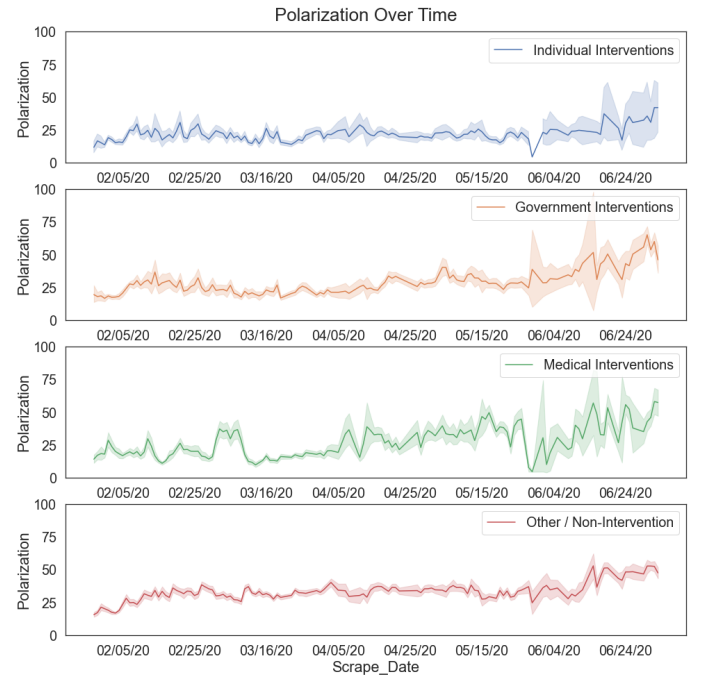 Polarization Over Time
100
75
50
25
0
Polarization
Individual Interventions
02/05/20 02/25/20 03/16/20 04/05/20 04/25/20 05/15/20 06/04/20 06/24/20
100
75
50
25
0
Polarization
Government Interventions
02/05/20 02/25/20 03/16/20 04/05/20 04/25/20 05/15/20 06/04/20 06/24/20
100
75
50
25
0
Polarization
Medical Interventions
02/05/20 02/25/20 03/16/20 04/05/20 04/25/20 05/15/20 06/04/20 06/24/20
100
75
50
25
0
Polarization
Other / Non-Intervention
02/05/20 02/25/20 03/16/20 04/05/20 04/25/20 05/15/20 06/04/20 06/24/20
Scrape_Date